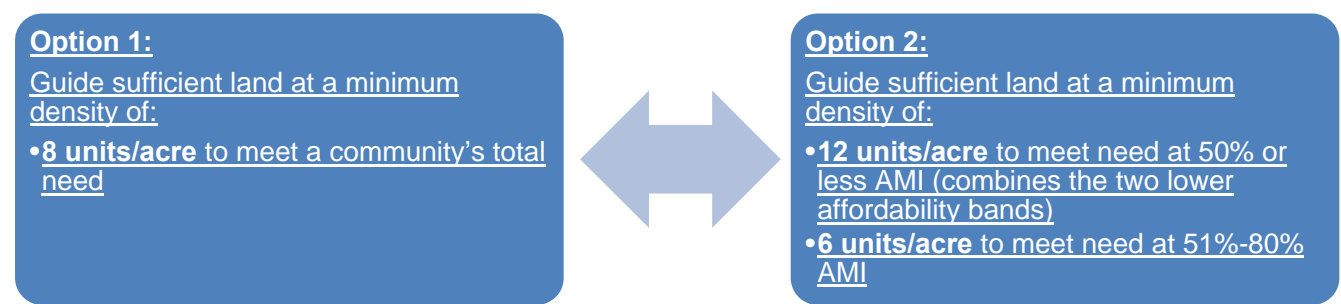 Option 1:
Guide sufficient land at a minimum
density of:
•8 units/acre to meet a community’s total
need
Option 2:
Guide sufficient land at a minimum
density of:
•12 units/acre to meet need at 50% or
less AMI (combines the two lower
affordability bands)
•6 units/acre to meet need at 51%-80%
AMI